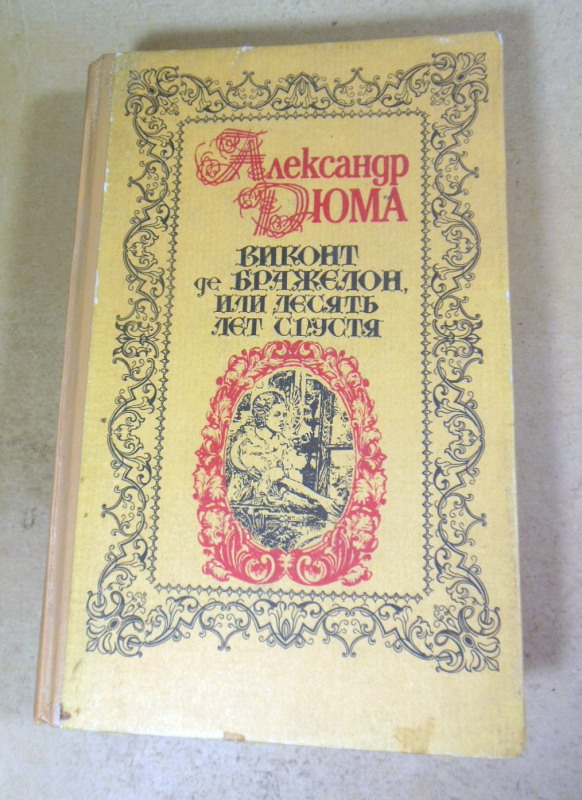 Александр
ДЮМА
ВИКОНТ
де БРАЖЕЛОН,
ИЛИ ДЕСЯТЬ
ЛЕТ СПУСТЯ